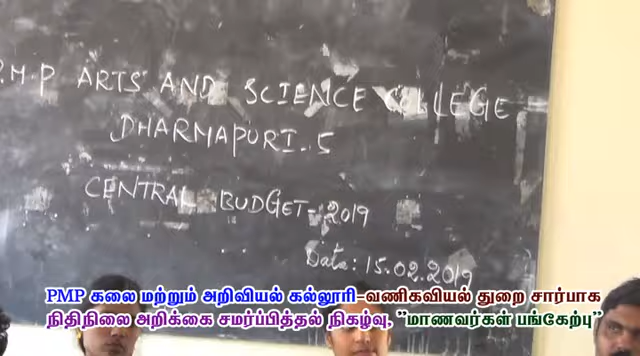 P.M.P ARTS AND SCIENCE COLLEGE
DHARMAPURI-5
CENTRAL BUDGET-2019
Date: 15.02.2019
PMP கலை மற்றும் அறிவியல் கல்லூரி-வணிகவியல் துறை சார்பாக
நிதிநிலை அறிக்கை சமர்ப்பித்தல் நிகழ்வு, "மாணவர்கள் பங்கேற்பு"